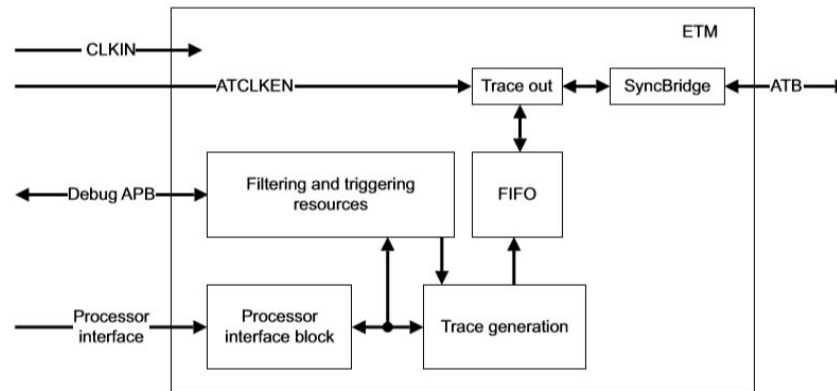 ETM
CLKIN
ATCLKEN
Trace out
SyncBridge
ATB
Debug APB
Filtering and triggering
resources
FIFO
Processor
interface
Processor
interface block
Trace generation